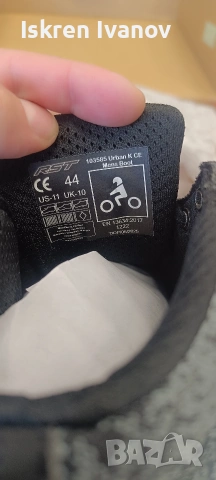 Iskren Ivanov
103585 Urban K CE
Mens Boot
RST
CE 44
US-11 UK-10
EN 13634:2017
BAZAR